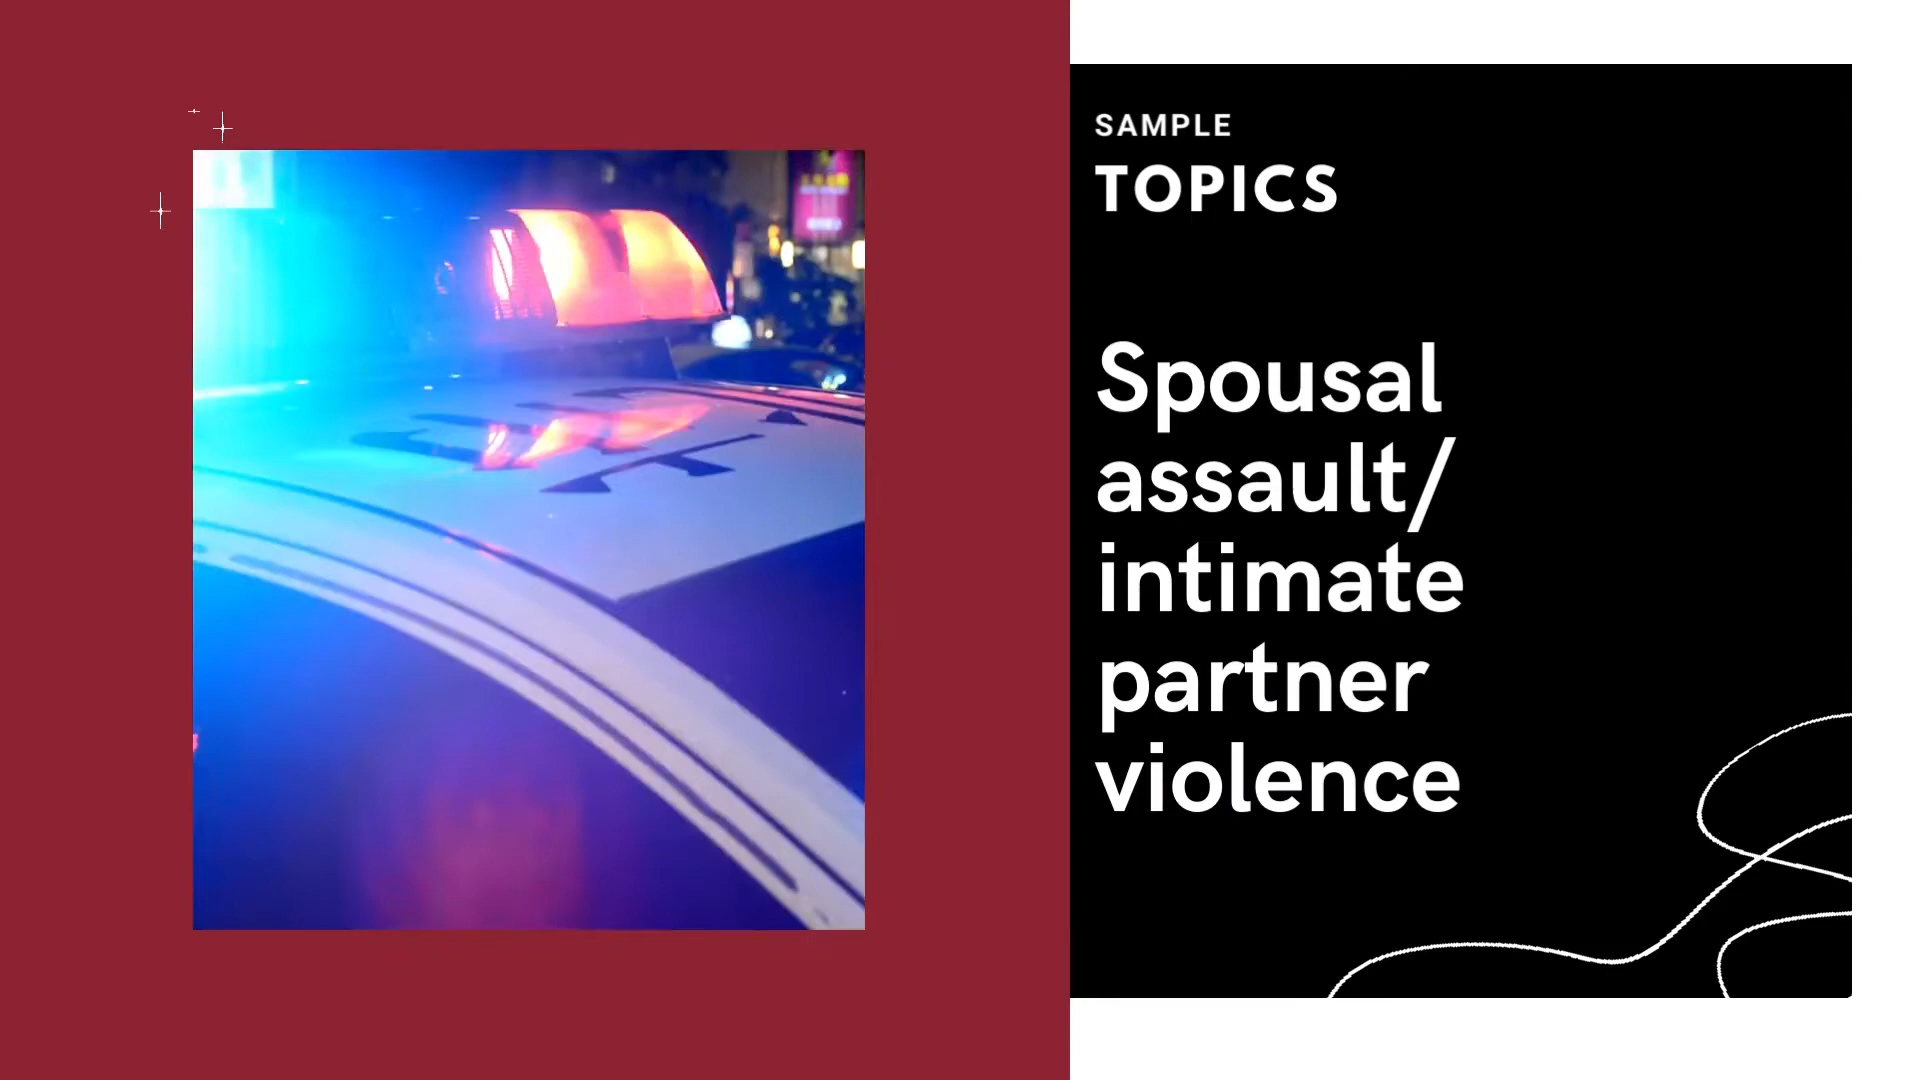 SAMPLE
TOPICS
Spousal
assault/
intimate
partner
violence